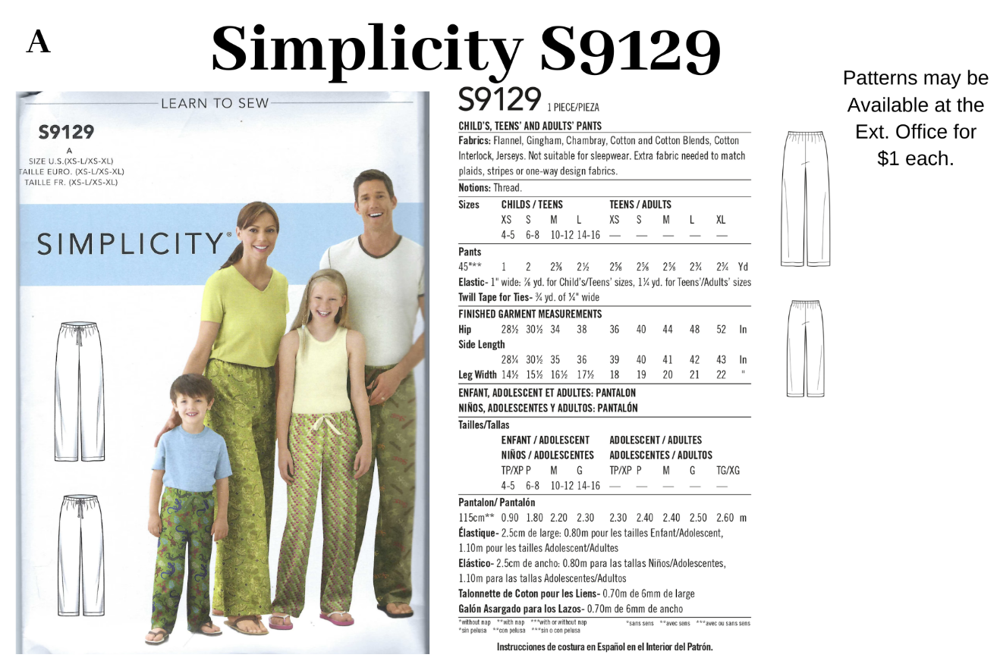 A
Simplicity S9129
LEARN TO SEW
S9129
A
SIZE U.S.(XS-L/XS-XL)
TAILLE EURO. (XS-L/XS-XL)
TAILLE FR. (XS-L/XS-XL)
SIMPLICITY®
S9129 1 PIECE/PIEZA
CHILD'S, TEENS' AND ADULTS' PANTS
Fabrics: Flannel, Gingham, Chambray, Cotton and Cotton Blends, Cotton
Interlock, Jerseys. Not suitable for sleepwear. Extra fabric needed to match
plaids, stripes or one-way design fabrics.
Notions: Thread.
Sizes CHILDS / TEENS TEENS / ADULTS
XS S M L XS S M L XL
4-5 6-8 10-12 14-16 — — — — —
Pants
45"** 1 2 2⅜ 2½ 2⅝ 2⅝ 2⅝ 2¾ 2¾ Yd
Elastic- 1" wide: ⅞ yd. for Child's/Teens' sizes, 1¼ yd. for Teens'/Adults' sizes
Twill Tape for Ties- ¾ yd. of ¼" wide
FINISHED GARMENT MEASUREMENTS
Hip 28½ 30½ 34 38 36 40 44 48 52 In
Side Length
28¼ 30½ 35 36 39 40 41 42 43 In
Leg Width 14½ 15½ 16½ 17½ 18 19 20 21 22 "
ENFANT, ADOLESCENT ET ADULTES: PANTALON
NIÑOS, ADOLESCENTES Y ADULTOS: PANTALÓN
Tailles/Tallas
ENFANT / ADOLESCENT ADOLESCENT / ADULTES
NIÑOS / ADOLESCENTES ADOLESCENTES / ADULTOS
TP/XP P M G TP/XP P M G TG/XG
4-5 6-8 10-12 14-16 — — — — —
Pantalon/ Pantalón
115cm** 0.90 1.80 2.20 2.30 2.30 2.40 2.40 2.50 2.60 m
Élastique- 2.5cm de large: 0.80m pour les tailles Enfant/Adolescent,
1.10m pour les tailles Adolescent/Adultes
Elástico- 2.5cm de ancho: 0.80m para las tallas Niños/Adolescentes,
1.10m para las tallas Adolescentes/Adultos
Talonnette de Coton pour les Liens- 0.70m de 6mm de large
Galón Asargado para los Lazos- 0.70m de 6mm de ancho
*without nap **with nap ***with or without nap *sans sens **avec sens ***avec ou sans sens
*sin pelusa **con pelusa ***sin o con pelusa
Instrucciones de costura en Español en el Interior del Patrón.
Patterns may be
Available at the
Ext. Office for
$1 each.